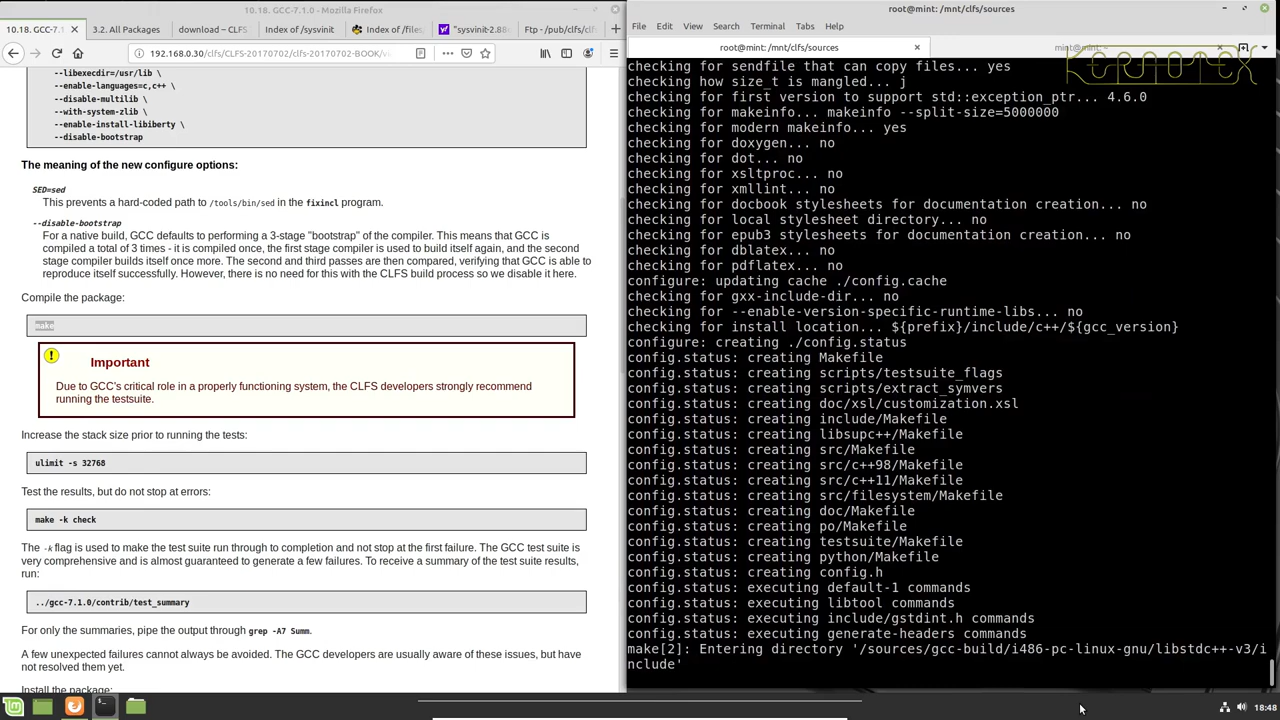 10.18. GCC-7.1.0 - Mozilla Firefox
10.18. GCC-7.1
3.2. All Packages
download – CLFS
Index of /sysvinit
Index of /files
"sysvinit-2.88
Ftp - /pub/clfs/
192.168.0.30/clfs/CLFS-20170702/clfs-20170702-BOOK/
--libexecdir=/usr/lib \
--enable-languages=c,c++ \
--disable-multilib \
--with-system-zlib \
--enable-install-libiberty \
--disable-bootstrap
The meaning of the new configure options:
SED=sed
This prevents a hard-coded path to /tools/bin/sed in the fixincl program.
--disable-bootstrap
For a native build, GCC defaults to performing a 3-stage "bootstrap" of the compiler. This means that GCC is
compiled a total of 3 times - it is compiled once, the first stage compiler is used to build itself again, and the second
stage compiler builds itself once more. The second and third passes are then compared, verifying that GCC is able to
reproduce itself successfully. However, there is no need for this with the CLFS build process so we disable it here.
Compile the package:
make
Important
Due to GCC's critical role in a properly functioning system, the CLFS developers strongly recommend
running the testsuite.
Increase the stack size prior to running the tests:
ulimit -s 32768
Test the results, but do not stop at errors:
make -k check
The -k flag is used to make the test suite run through to completion and not stop at the first failure. The GCC test suite is
very comprehensive and is almost guaranteed to generate a few failures. To receive a summary of the test suite results,
run:
../gcc-7.1.0/contrib/test_summary
For only the summaries, pipe the output through grep -A7 Summ.
A few unexpected failures cannot always be avoided. The GCC developers are usually aware of these issues, but have
not resolved them yet.
Install the package:
root@mint: /mnt/clfs/sources
File Edit View Search Terminal Tabs Help
root@mint: /mnt/clfs/sources
root@mint: ~
KERNOTEX
checking for sendfile that can copy files... yes
checking how size_t is mangled... j
checking for first version to support std::exception_ptr... 4.6.0
checking for makeinfo... makeinfo --split-size=5000000
checking for modern makeinfo... yes
checking for doxygen... no
checking for dot... no
checking for xsltproc... no
checking for xmllint... no
checking for docbook stylesheets for documentation creation... no
checking for local stylesheet directory... no
checking for epub3 stylesheets for documentation creation... no
checking for dblatex... no
checking for pdflatex... no
configure: updating cache ./config.cache
checking for gxx-include-dir... no
checking for --enable-version-specific-runtime-libs... no
checking for install location... ${prefix}/include/c++/${gcc_version}
configure: creating ./config.status
config.status: creating Makefile
config.status: creating scripts/testsuite_flags
config.status: creating scripts/extract_symvers
config.status: creating doc/xsl/customization.xsl
config.status: creating include/Makefile
config.status: creating libsupc++/Makefile
config.status: creating src/Makefile
config.status: creating src/c++98/Makefile
config.status: creating src/c++11/Makefile
config.status: creating src/filesystem/Makefile
config.status: creating doc/Makefile
config.status: creating po/Makefile
config.status: creating testsuite/Makefile
config.status: creating python/Makefile
config.status: creating config.h
config.status: executing default-1 commands
config.status: executing libtool commands
config.status: executing include/gstdint.h commands
config.status: executing generate-headers commands
make[2]: Entering directory '/sources/gcc-build/i486-pc-linux-gnu/libstdc++-v3/i
nclude'
18:48